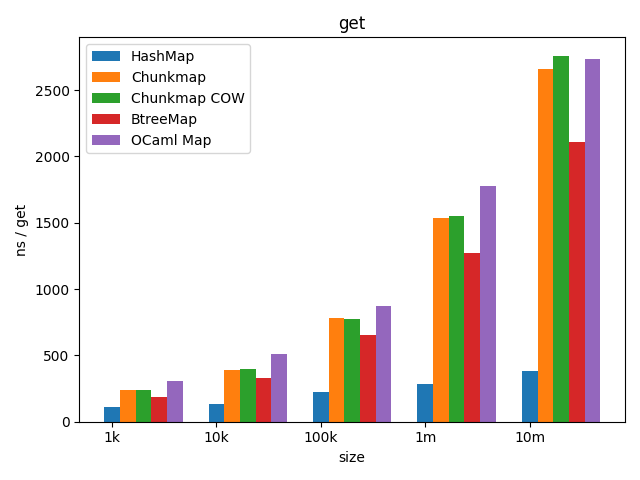 get
HashMap
Chunkmap
Chunkmap COW
BtreeMap
OCaml Map
ns / get
2500
2000
1500
1000
500
0
1k 10k 100k 1m 10m
size